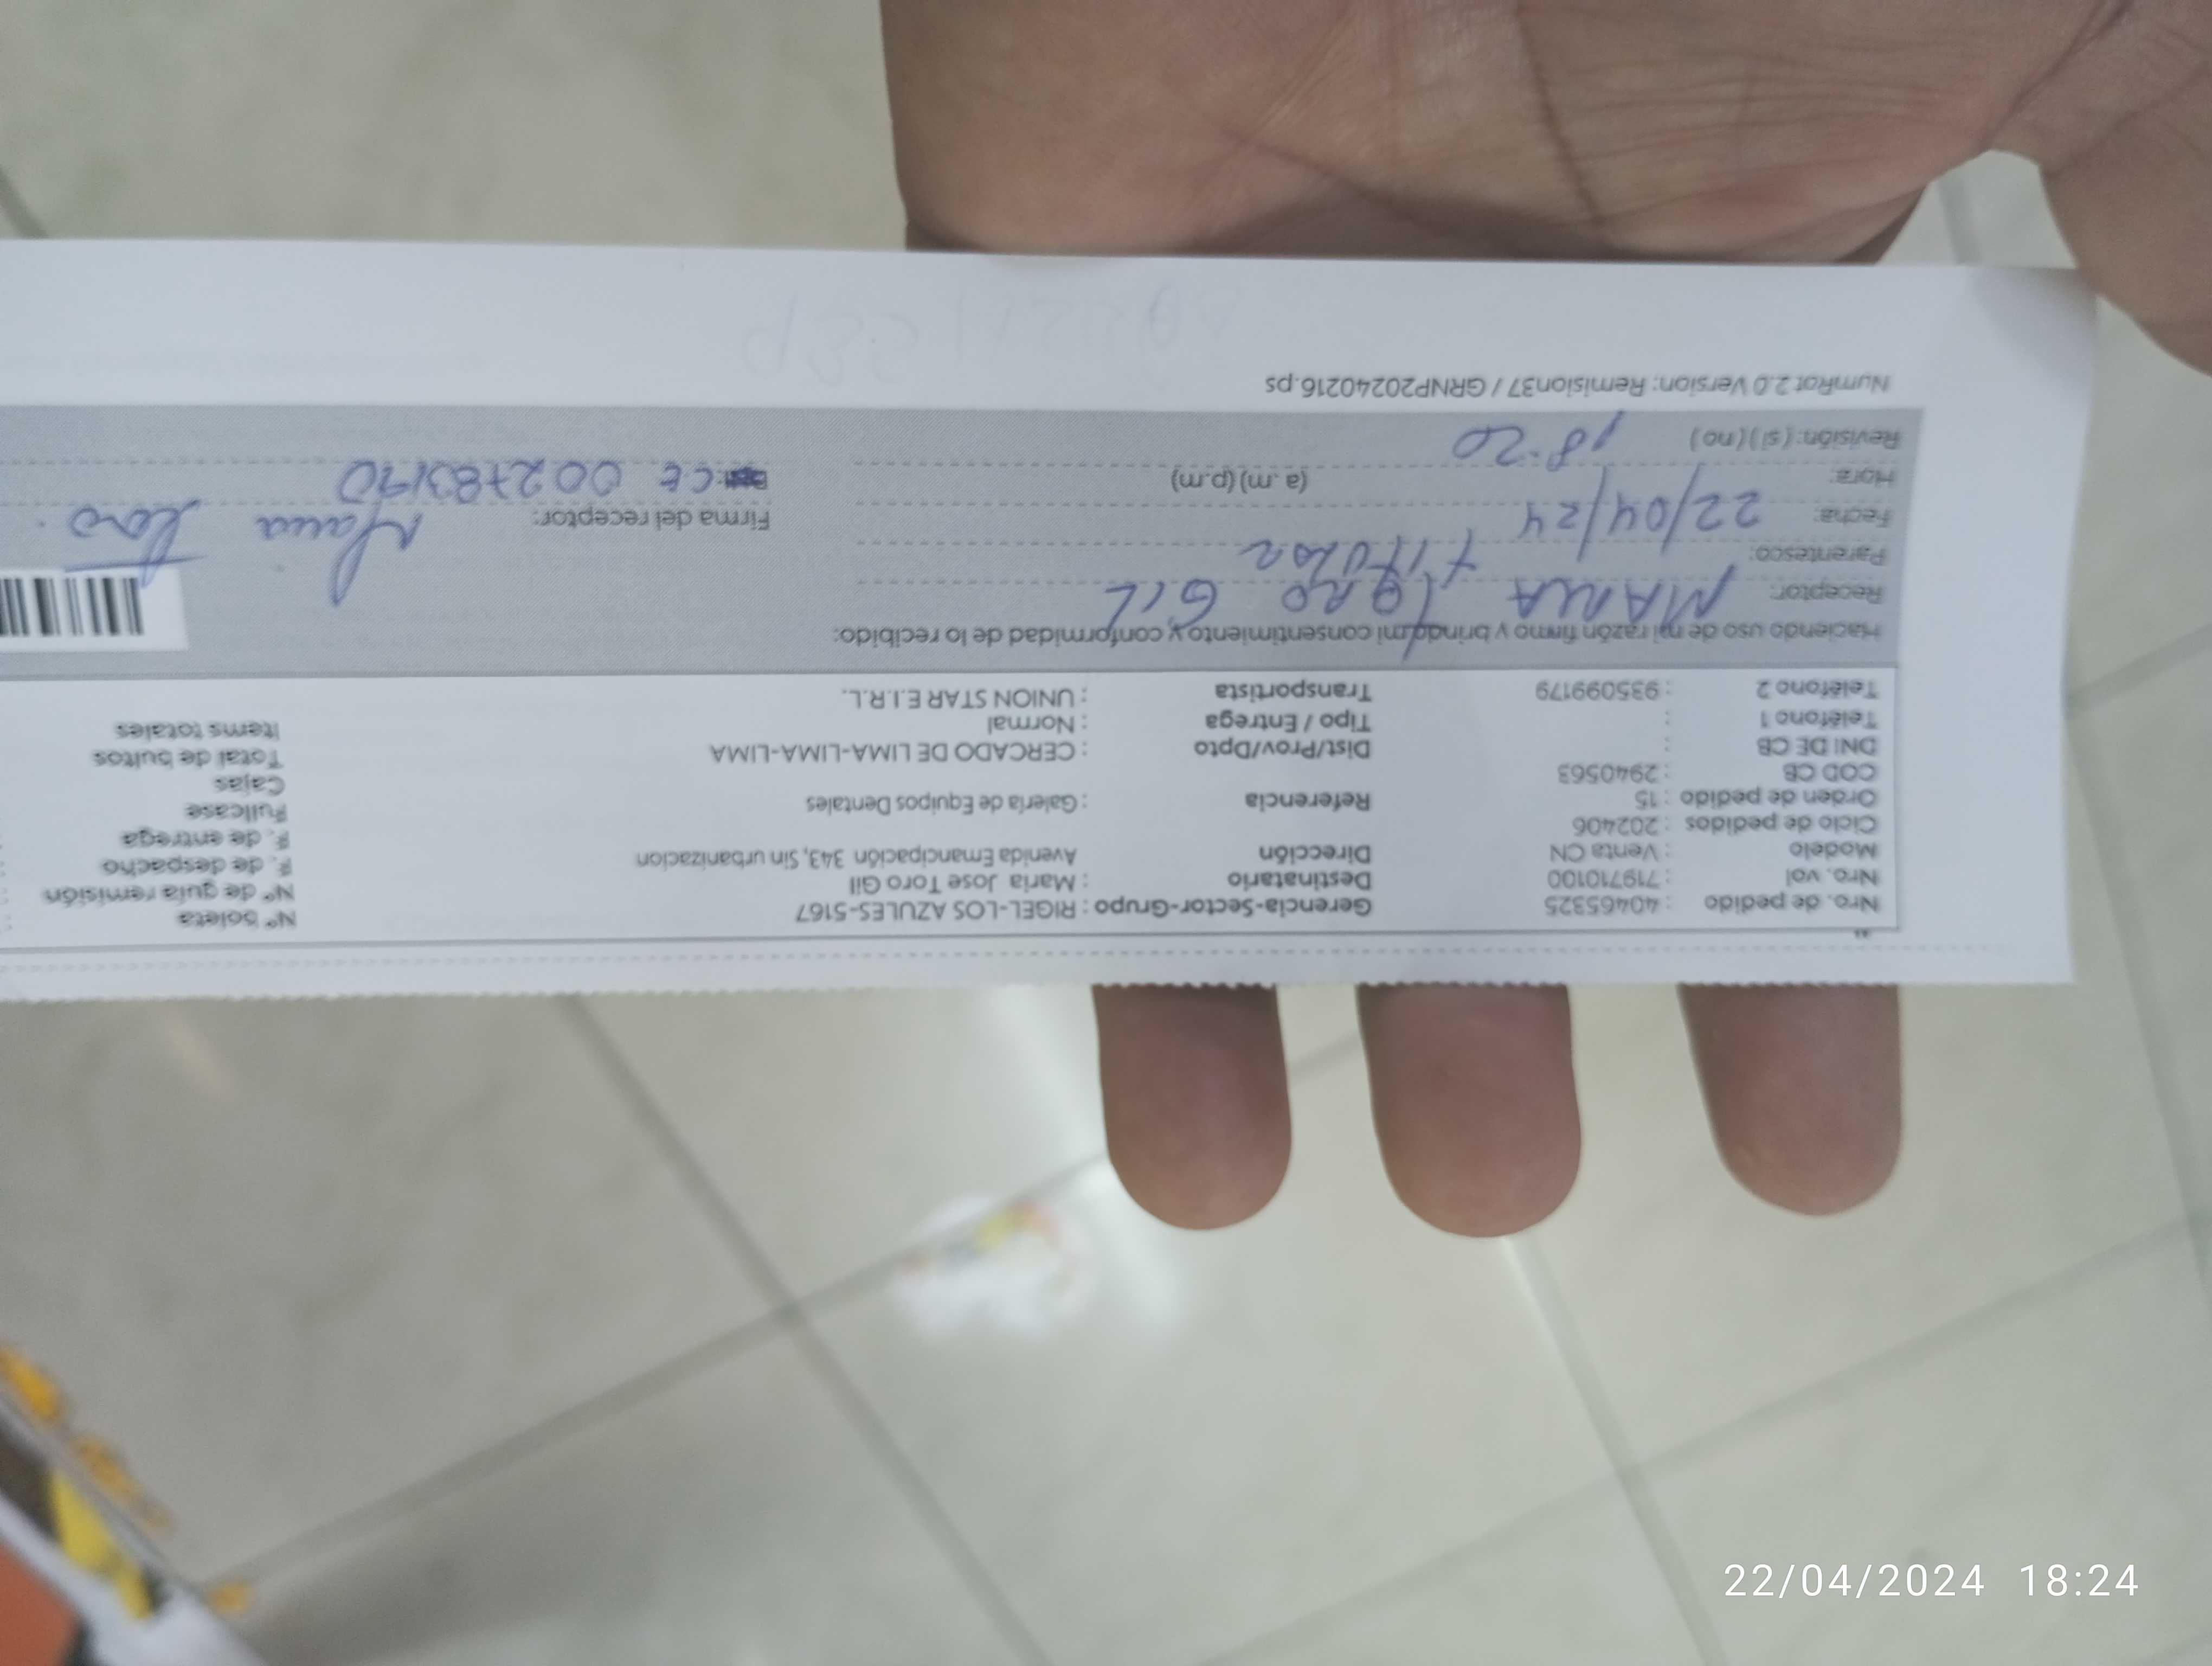 Nro. de pedido : 40465325 Gerencia-Sector-Grupo : RIGEL-LOS AZULES-5167 N° boleta
Nro. vol : 719710100 Destinatario : Maria Jose Toro Gil N° de guía remisión
Modelo : Venta CN Dirección Avenida Emancipación 343, Sin urbanizacion F. de despacho
Ciclo de pedidos : 202406 F. de entrega
Orden de pedido : 15 Referencia : Galería de Equipos Dentales Fullcase
COD CB : 2940563 Cajas
DNI DE CB : Dist/Prov/Dpto : CERCADO DE LIMA-LIMA-LIMA Total de bultos
Teléfono 1 : Tipo / Entrega : Normal Items totales
Teléfono 2 : 935099179 Transportista : UNION STAR E.I.R.L.
Haciendo uso de mi razón firmo y brindo mi consentimiento y conformidad de lo recibido:
Receptor: MARIA TORO GIL
Parentesco: titular
Fecha: 22/04/24 Firma del receptor: Maria Toro
Hora: 18:20 (a.m) (p.m) CE 002783190
Revisión: (si) (no)
NumRot 2.0 Version: Remision37 / GRNP20240216.ps
22/04/2024 18:24